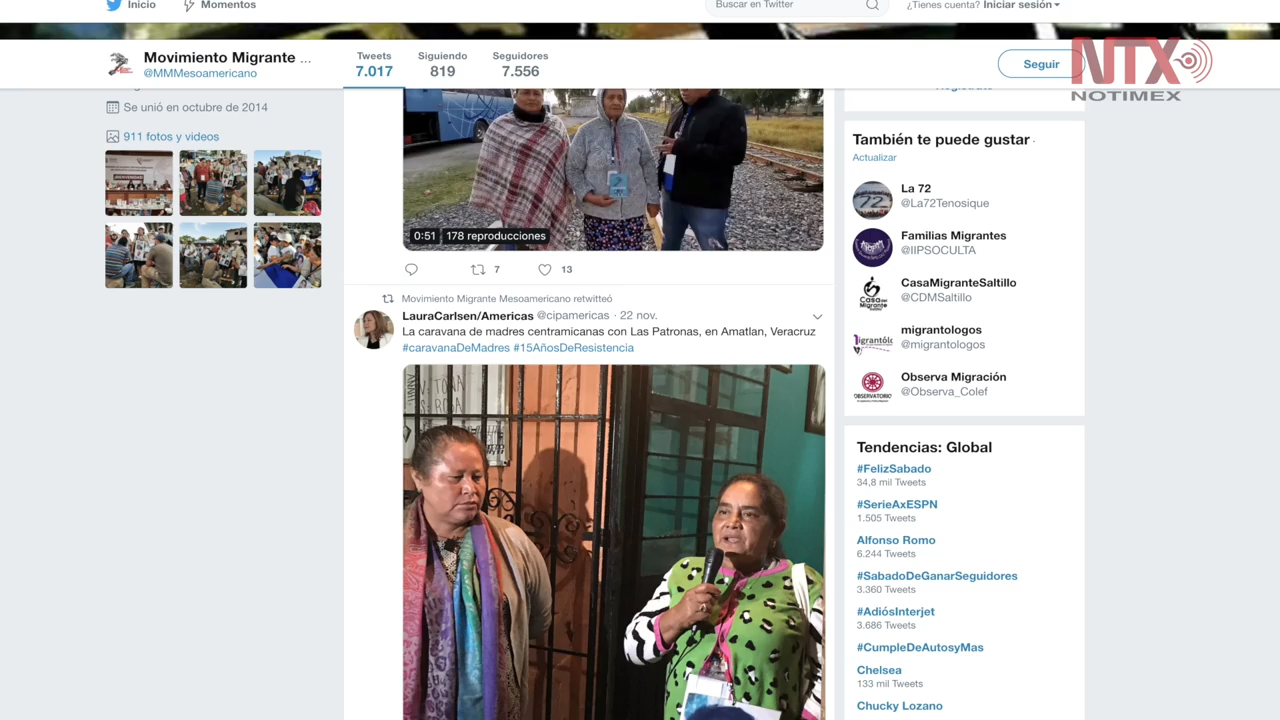 Inicio
Momentos
Buscar en Twitter
¿Tienes cuenta? Iniciar sesión
Movimiento Migrante ...
@MMMesoamericano
Tweets
7.017
Siguiendo
819
Seguidores
7.556
Seguir
NTX
NOTIMEX
Se unió en octubre de 2014
911 fotos y videos
0:51
178 reproducciones
7
13
Movimiento Migrante Mesoamericano retwitteó
LauraCarlsen/Americas @cipamericas · 22 nov.
La caravana de madres centramicanas con Las Patronas, en Amatlan, Veracruz
#caravanaDeMadres #15AñosDeResistencia
También te puede gustar ·
Actualizar
La 72
@La72Tenosique
Familias Migrantes
@IIPSOCULTA
CasaMigranteSaltillo
@CDMSaltillo
migrantologos
@migrantologos
Observa Migración
@Observa_Colef
Tendencias: Global
#FelizSabado
34,8 mil Tweets
#SerieAxESPN
1.505 Tweets
Alfonso Romo
6.244 Tweets
#SabadoDeGanarSeguidores
3.360 Tweets
#AdiósInterjet
3.686 Tweets
#CumpleDeAutosyMas
Chelsea
133 mil Tweets
Chucky Lozano